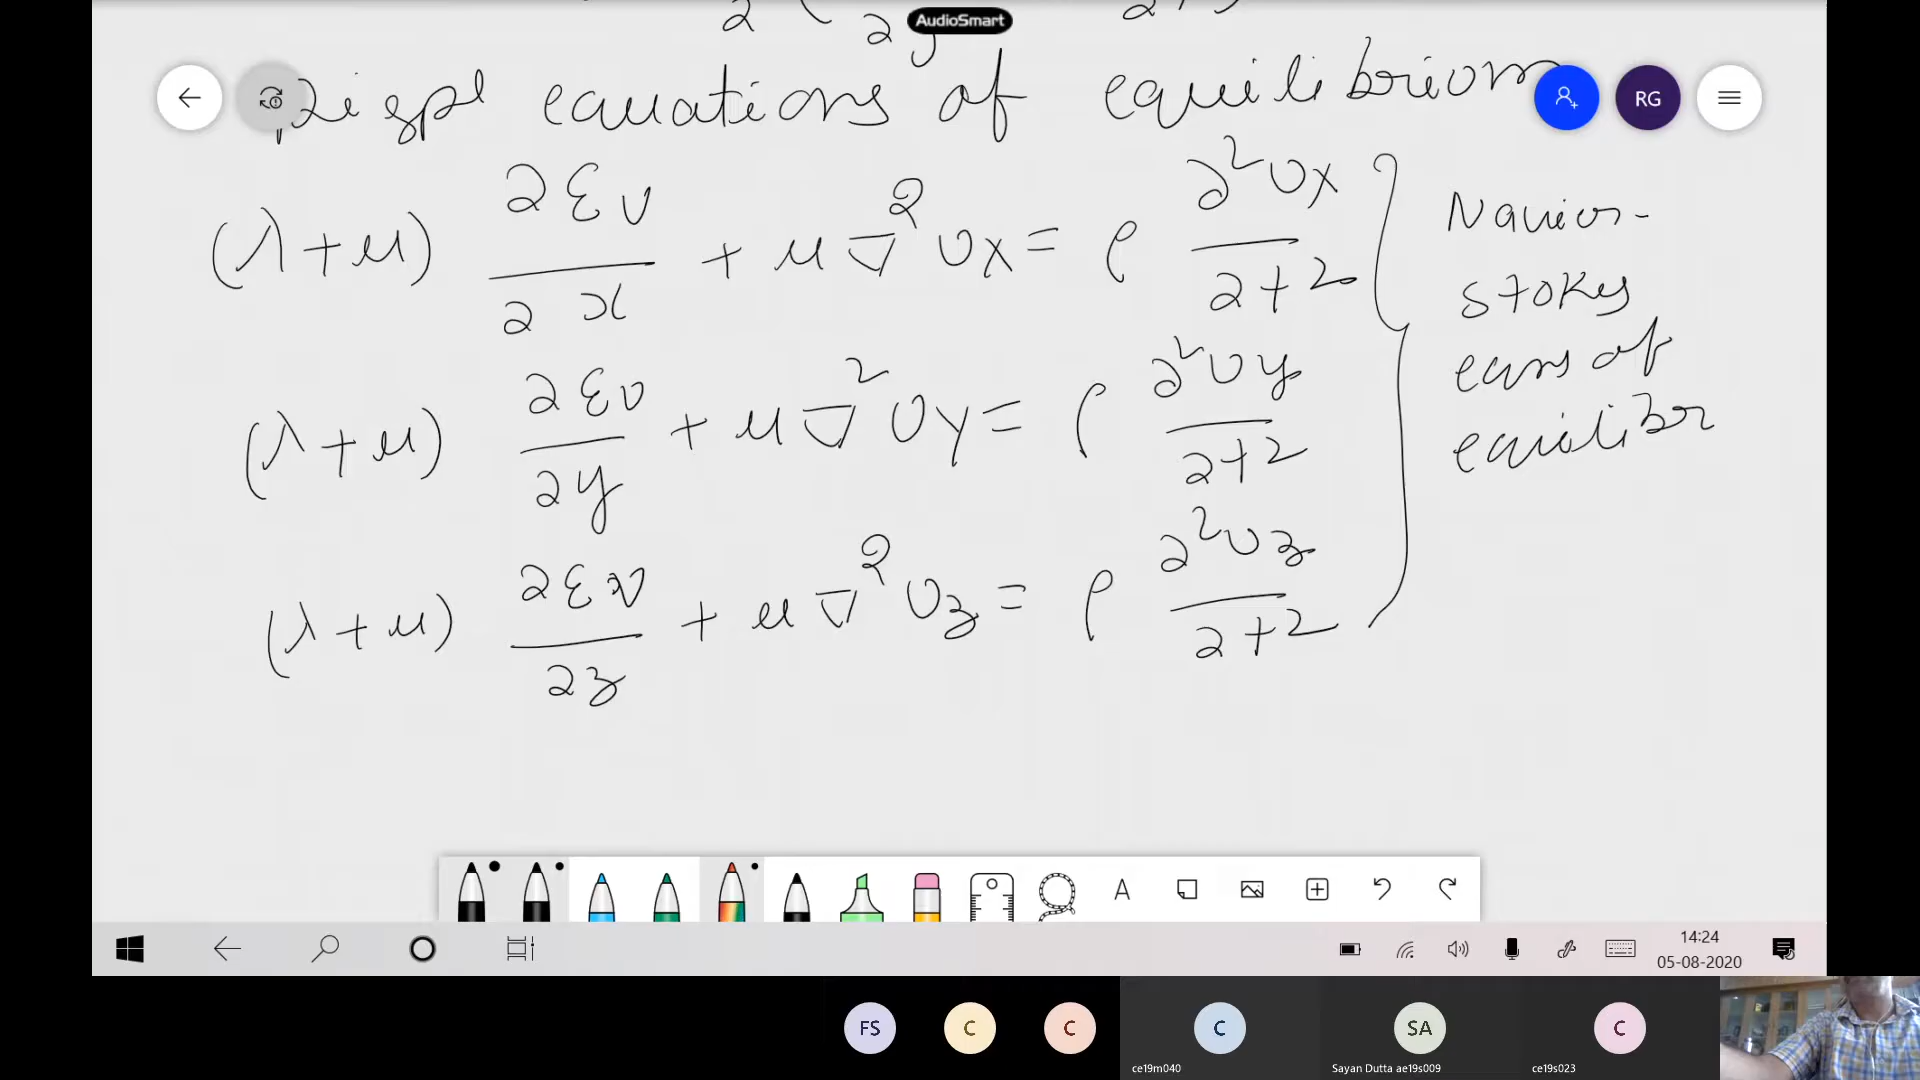 AudioSmart
Displ equations of equilibrium
RG
(λ+μ) ∂εv/∂x + μ∇²Ux = ρ ∂²Ux/∂t²
Navier-
Stokes
eqns of
equilibr
(λ+μ) ∂εv/∂y + μ∇²Uy = ρ ∂²Uy/∂t²
(λ+μ) ∂εv/∂z + μ∇²Uz = ρ ∂²Uz/∂t²
A
14:24
05-08-2020
FS C C C SA C
ce19m040 Sayan Dutta ae19s009 ce19s023